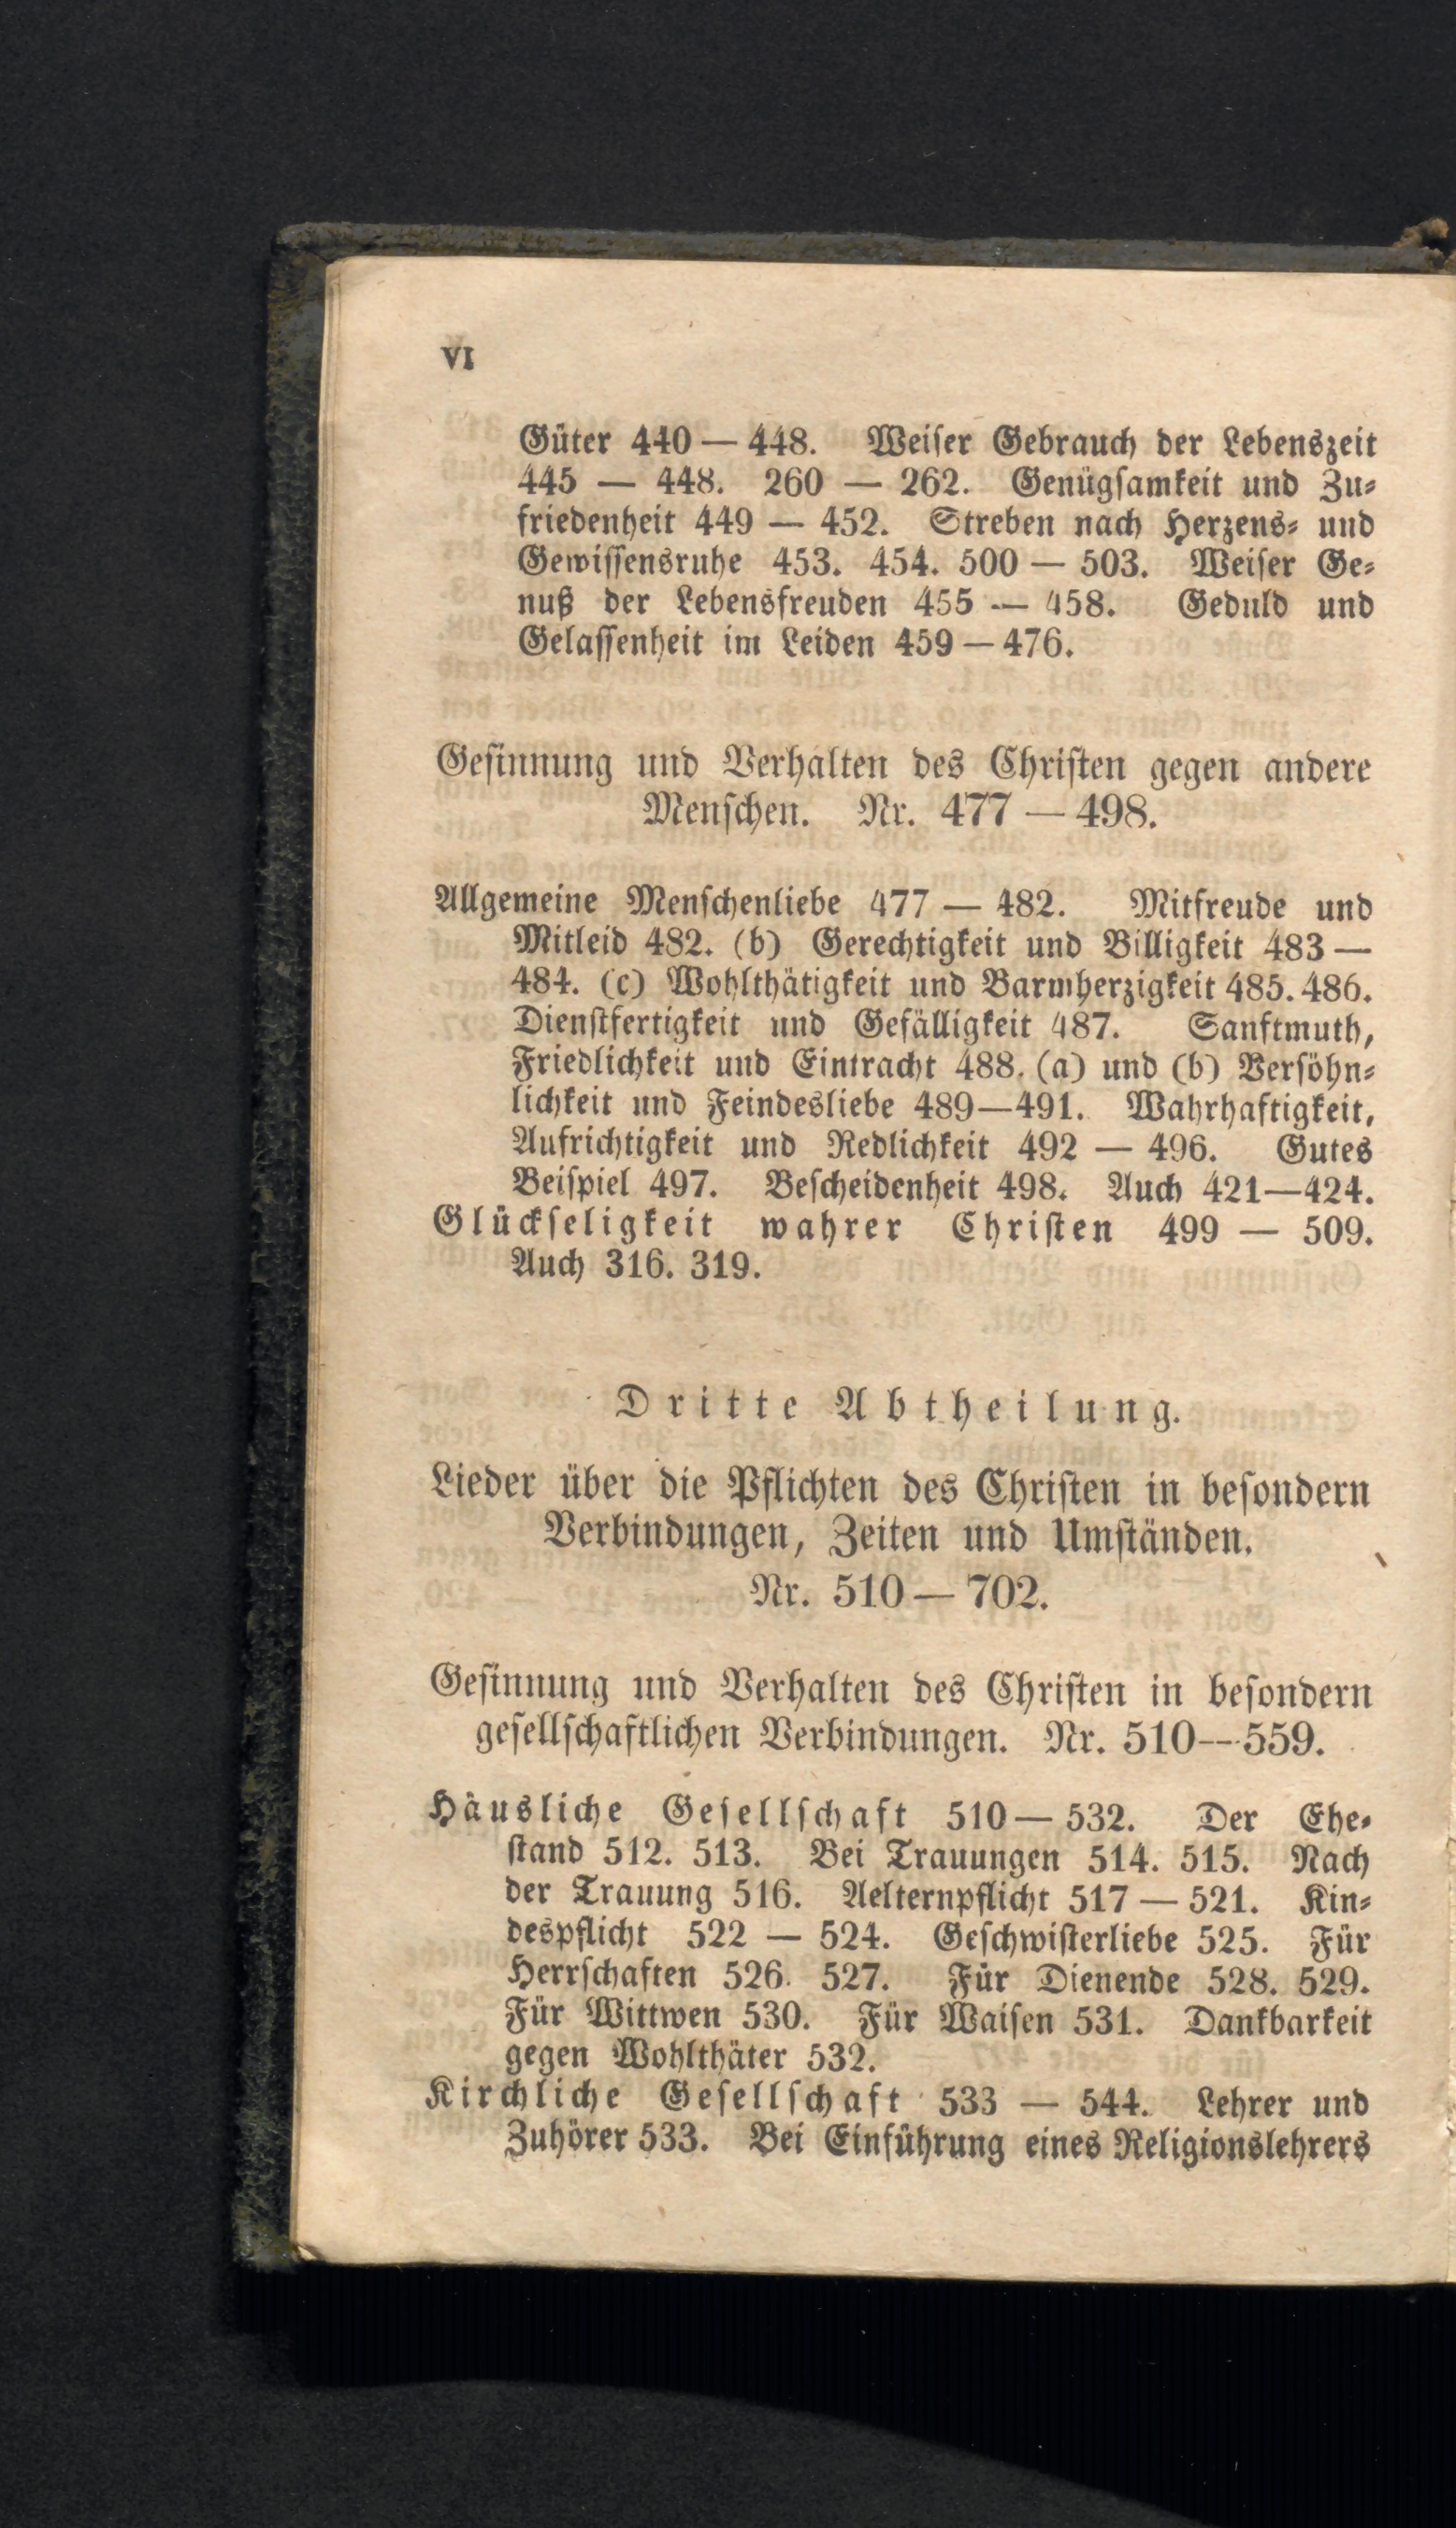 VI
Güter 440 — 448. Weiſer Gebrauch der Lebenszeit
445 — 448. 260 — 262. Genügſamkeit und Zu⸗
friedenheit 449 — 452. Streben nach Herzens⸗ und
Gewiſſensruhe 453. 454. 500 — 503. Weiſer Ge⸗
nuß der Lebensfreuden 455 — 458. Geduld und
Gelaſſenheit im Leiden 459 — 476.
Geſinnung und Verhalten des Chriſten gegen andere
Menſchen. Nr. 477 — 498.
Allgemeine Menſchenliebe 477 — 482. Mitfreude und
Mitleid 482. (b) Gerechtigkeit und Billigkeit 483 —
484. (c) Wohlthätigkeit und Barmherzigkeit 485. 486.
Dienſtfertigkeit und Gefälligkeit 487. Sanftmuth,
Friedlichkeit und Eintracht 488. (a) und (b) Verſöhn⸗
lichkeit und Feindesliebe 489—491. Wahrhaftigkeit,
Aufrichtigkeit und Redlichkeit 492 — 496. Gutes
Beiſpiel 497. Beſcheidenheit 498. Auch 421—424.
Glückſeligkeit wahrer Chriſten 499 — 509.
Auch 316. 319.
Dritte Abtheilung.
Lieder über die Pflichten des Chriſten in beſondern
Verbindungen, Zeiten und Umſtänden.
Nr. 510 — 702.
Geſinnung und Verhalten des Chriſten in beſondern
geſellſchaftlichen Verbindungen. Nr. 510—559.
Häusliche Geſellſchaft 510 — 532. Der Ehe⸗
ſtand 512. 513. Bei Trauungen 514. 515. Nach
der Trauung 516. Aelternpflicht 517 — 521. Kin⸗
despflicht 522 — 524. Geſchwiſterliebe 525. Für
Herrſchaften 526. 527. Für Dienende 528. 529.
Für Wittwen 530. Für Waiſen 531. Dankbarkeit
gegen Wohlthäter 532.
Kirchliche Geſellſchaft 533 — 544. Lehrer und
Zuhörer 533. Bei Einführung eines Religionslehrers